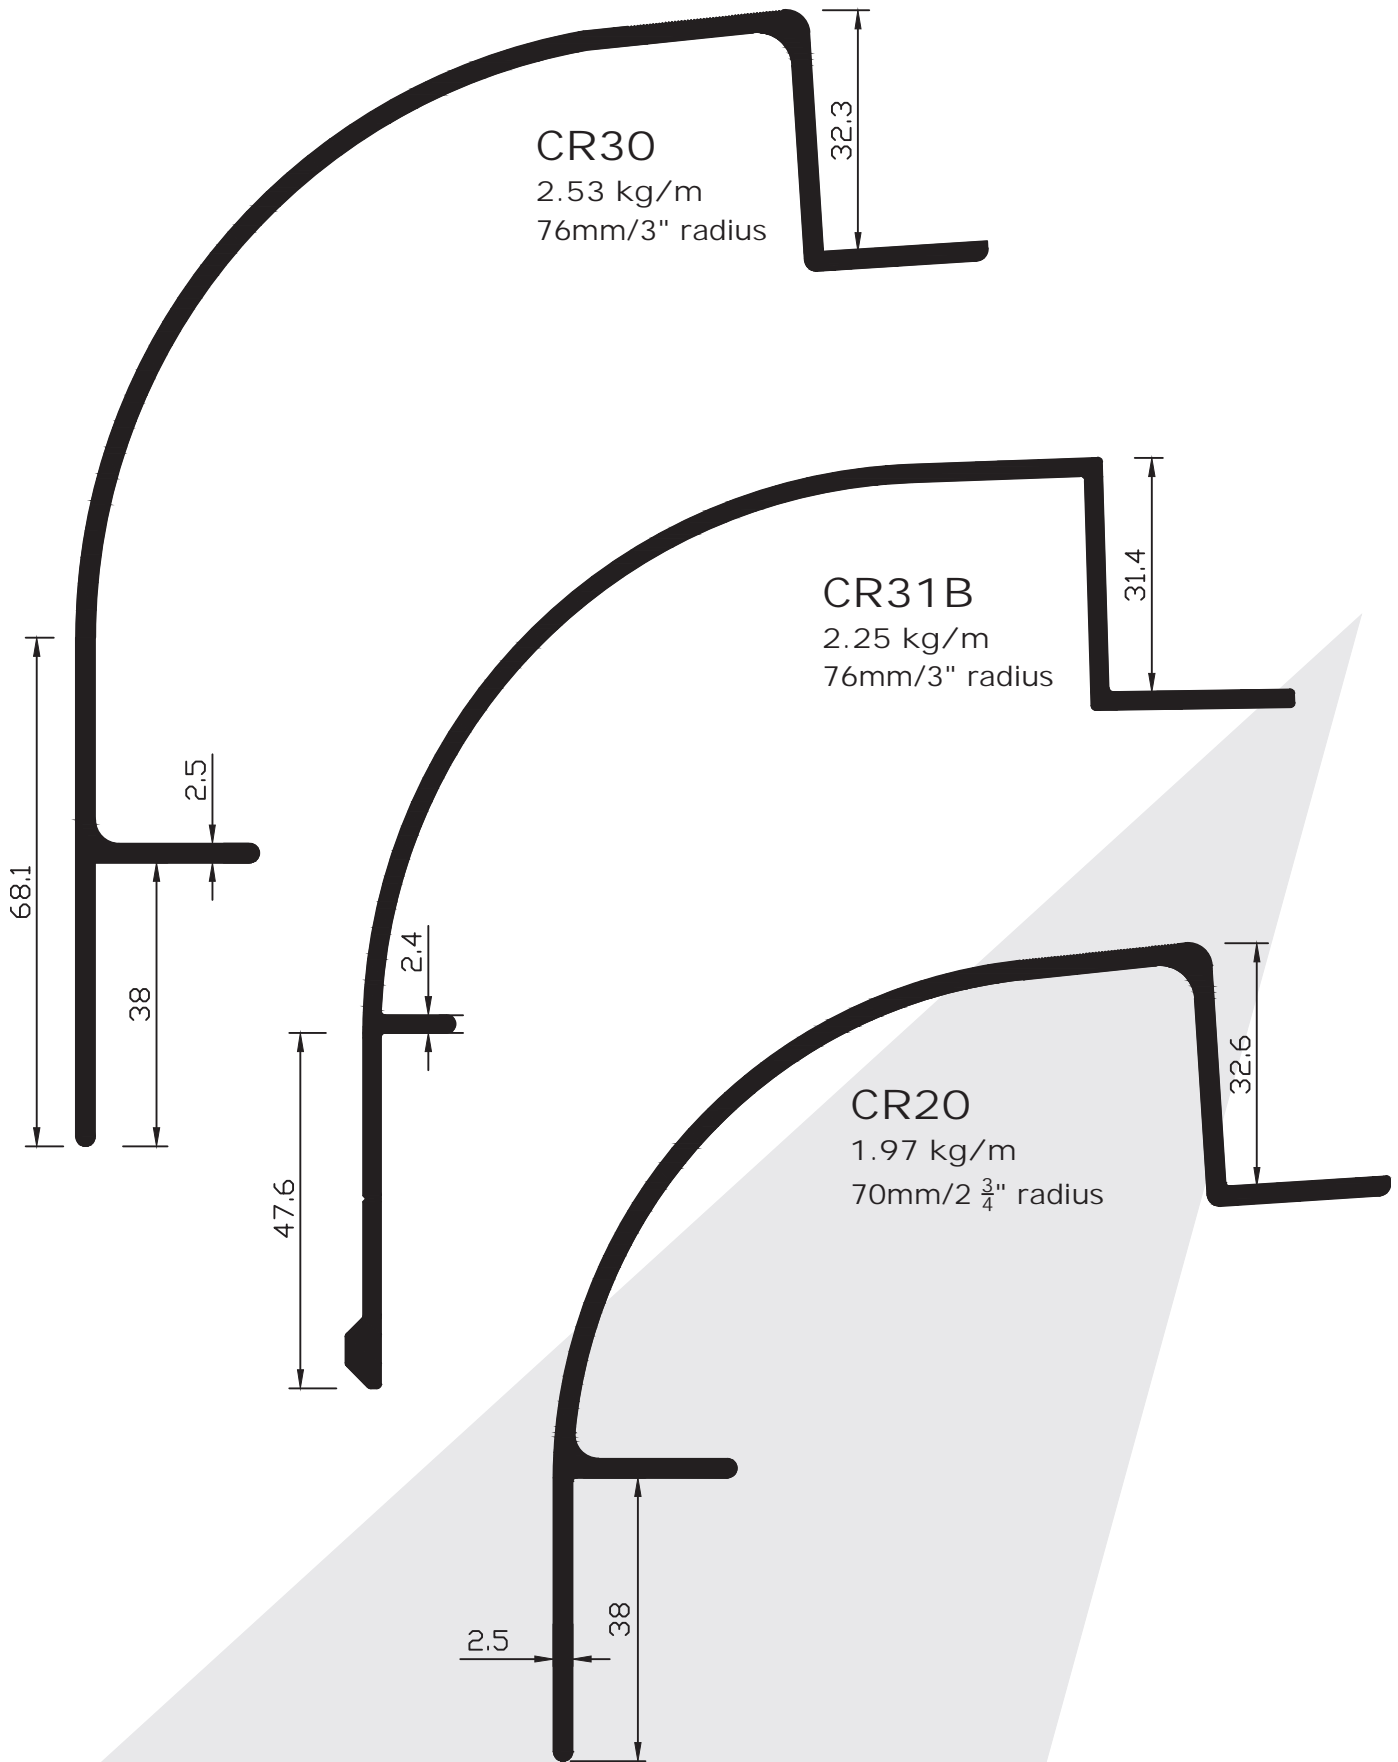 32.3
CR30
2.53 kg/m
76mm/3" radius
31.4
CR31B
2.25 kg/m
76mm/3" radius
2.5
68.1
38
2.4
47.6
32.6
CR20
1.97 kg/m
70mm/2 3/4" radius
38
2.5